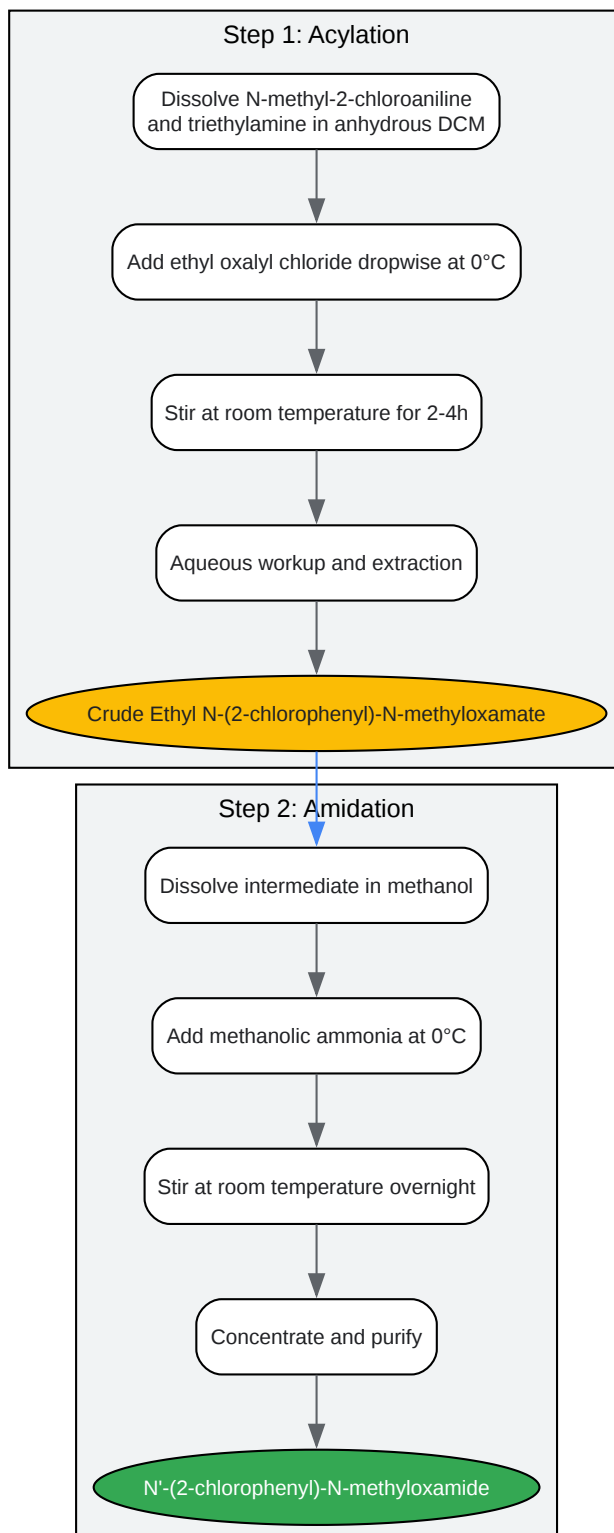 Step 1: Acylation
Dissolve N-methyl-2-chloroaniline
and triethylamine in anhydrous DCM
Add ethyl oxalyl chloride dropwise at 0°C
Stir at room temperature for 2-4h
Aqueous workup and extraction
Crude Ethyl N-(2-chlorophenyl)-N-methyloxamate
Step 2: Amidation
Dissolve intermediate in methanol
Add methanolic ammonia at 0°C
Stir at room temperature overnight
Concentrate and purify
N'-(2-chlorophenyl)-N-methyloxamide